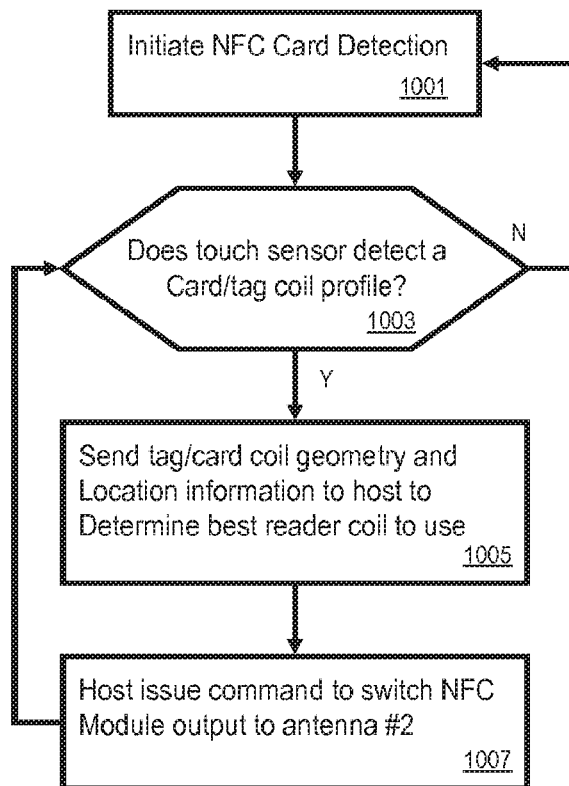 Initiate NFC Card Detection
1001
Does touch sensor detect a
Card/tag coil profile?
1003
N
Y
Send tag/card coil geometry and
Location information to host to
Determine best reader coil to use
1005
Host issue command to switch NFC
Module output to antenna #2
1007